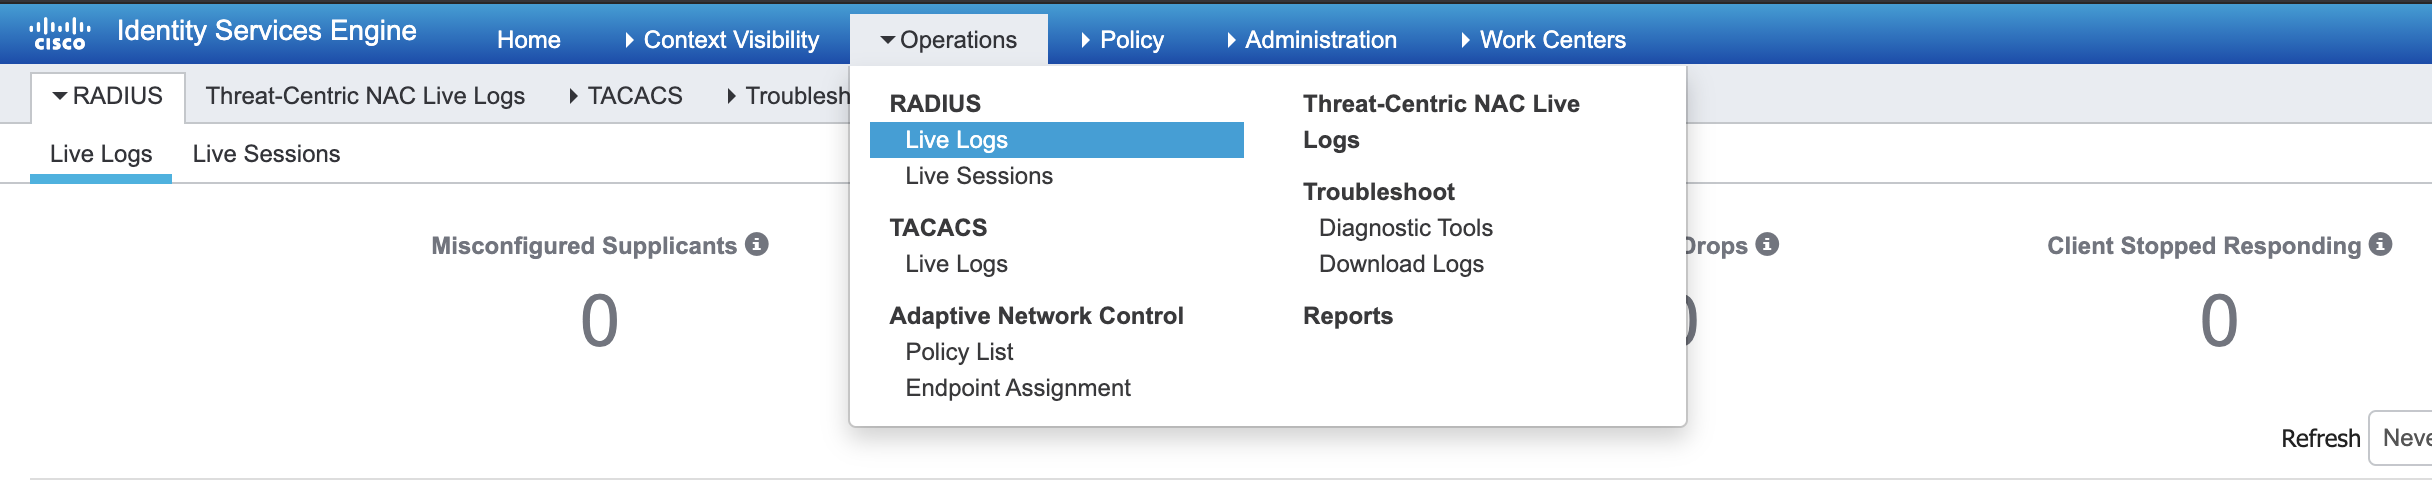 CISCO Identity Services Engine Home Context Visibility Operations Policy Administration Work Centers
RADIUS Threat-Centric NAC Live Logs TACACS Troublesh
Live Logs Live Sessions
RADIUS
Live Logs
Live Sessions
TACACS
Live Logs
Adaptive Network Control
Policy List
Endpoint Assignment
Threat-Centric NAC Live
Logs
Troubleshoot
Diagnostic Tools
Download Logs
Reports
Misconfigured Supplicants
0
Drops
0
Client Stopped Responding
0
Refresh Neve